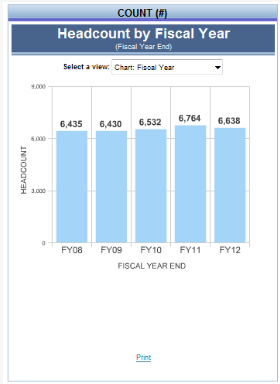 COUNT (#)
Headcount by Fiscal Year
(Fiscal Year End)
Select a view: Chart: Fiscal Year
9,000
6,000
3,000
0
HEADCOUNT
6,435 6,430 6,532 6,764 6,638
FY08 FY09 FY10 FY11 FY12
FISCAL YEAR END
Print